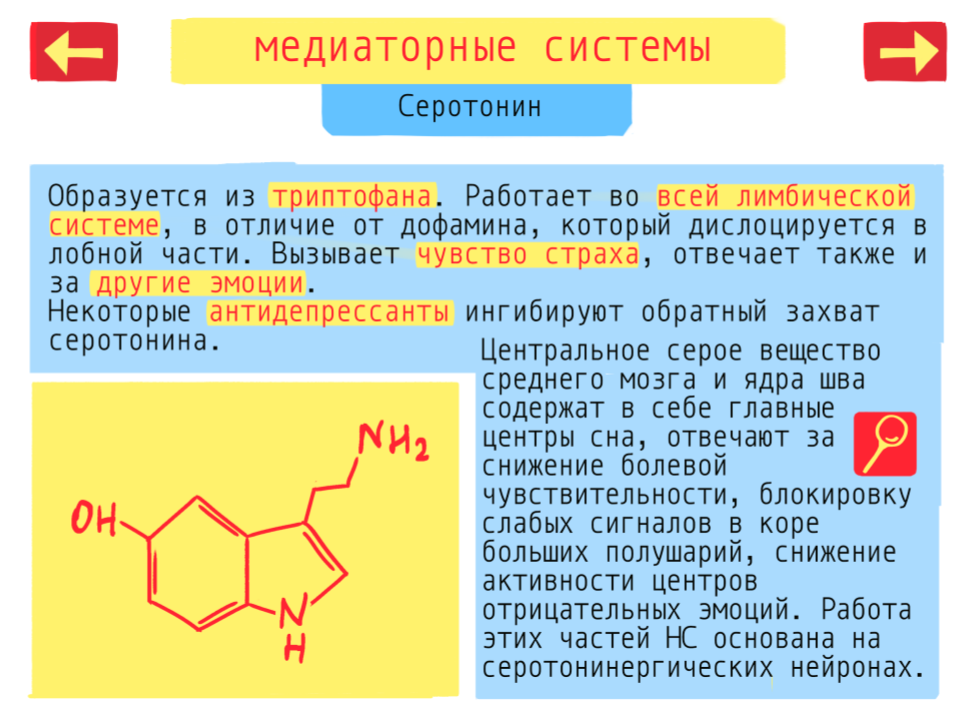 медиаторные системы
Серотонин
Образуется из триптофана. Работает во всей лимбической
системе, в отличие от дофамина, который дислоцируется в
лобной части. Вызывает чувство страха, отвечает также и
за другие эмоции.
Некоторые антидепрессанты ингибируют обратный захват
серотонина.
Центральное серое вещество
среднего мозга и ядра шва
содержат в себе главные
центры сна, отвечают за
снижение болевой
чувствительности, блокировку
слабых сигналов в коре
больших полушарий, снижение
активности центров
отрицательных эмоций. Работа
этих частей НС основана на
серотонинергических нейронах.
NH2
OH
N
H